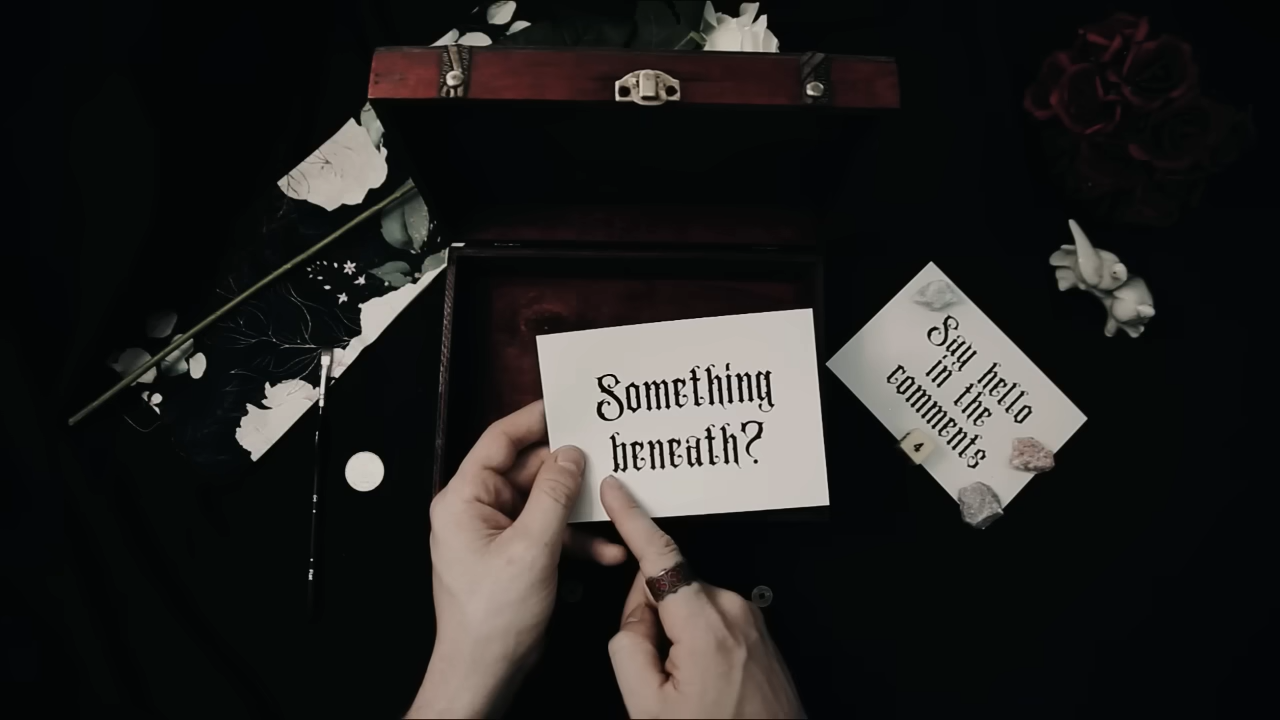 Something
beneath?
Say hello
in the
comments
4